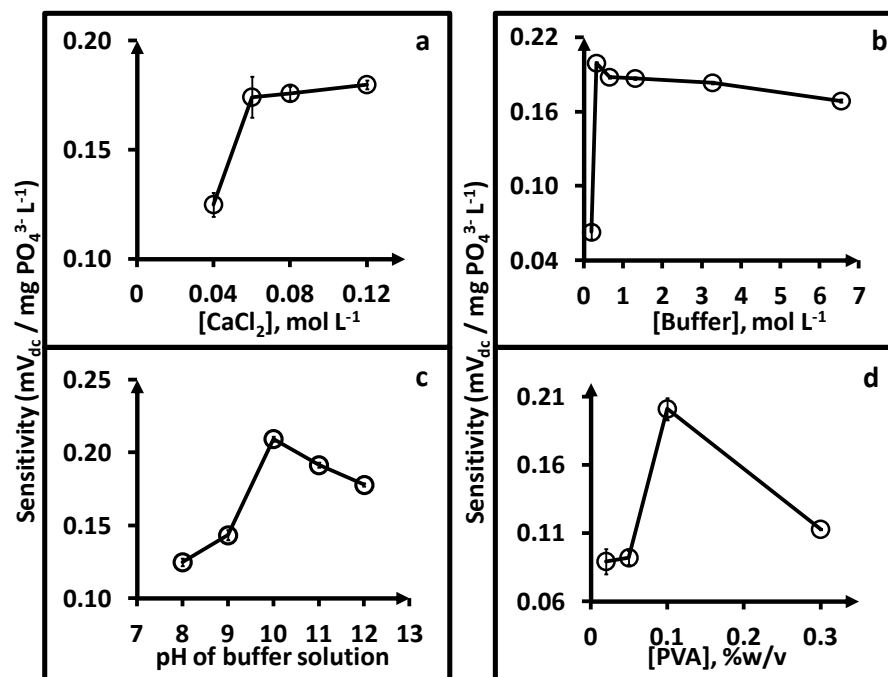 a
0.20
0.15
0.10
0 0.04 0.08 0.12
[CaCl2], mol L-1
b
0.22
0.16
0.10
0.04
0 1 2 3 4 5 6 7
[Buffer], mol L-1
c
0.25
0.20
0.15
0.10
7 8 9 10 11 12 13
pH of buffer solution
d
0.21
0.16
0.11
0.06
0 0.1 0.2 0.3
[PVA], %w/v
Sensitivity (mVdc / mg PO43- L-1)
Sensitivity (mVdc / mg PO43- L-1)